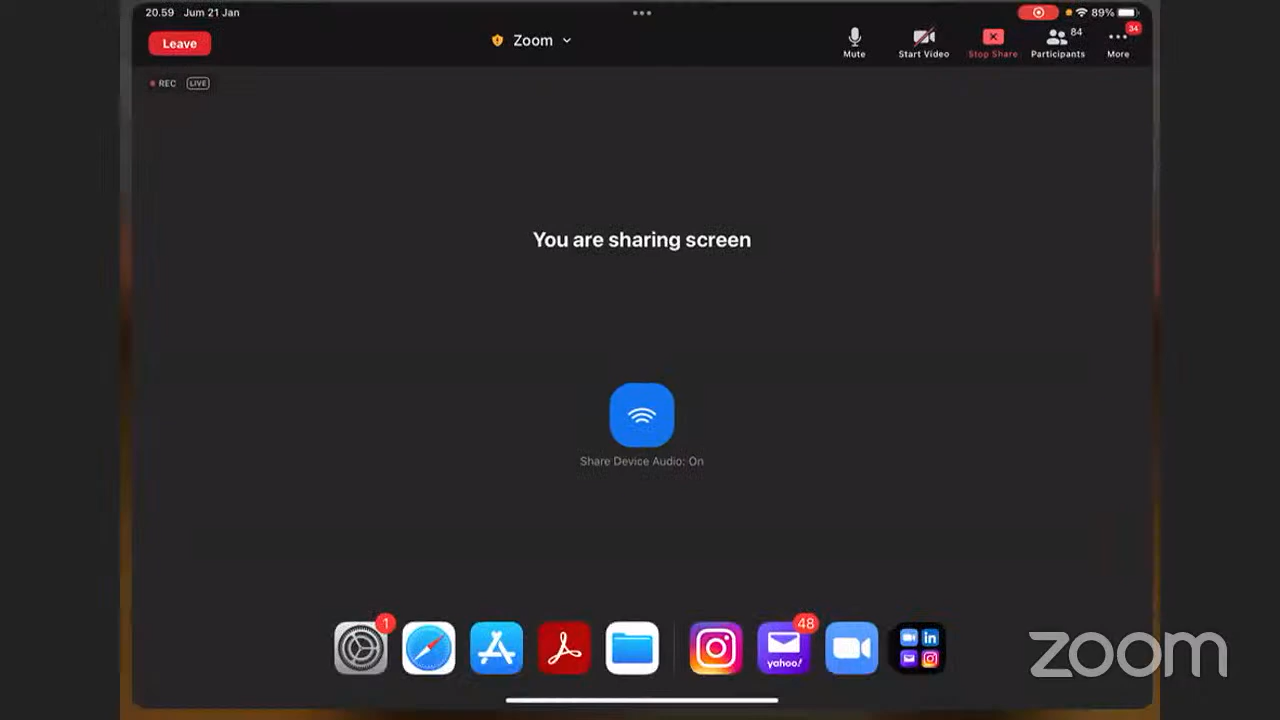 20.59 Jum 21 Jan
89%
Leave
Zoom
Mute
Start Video
Stop Share
84
Participants
34
More
REC LIVE
You are sharing screen
Share Device Audio: On
1
48
yahoo!
in
zoom